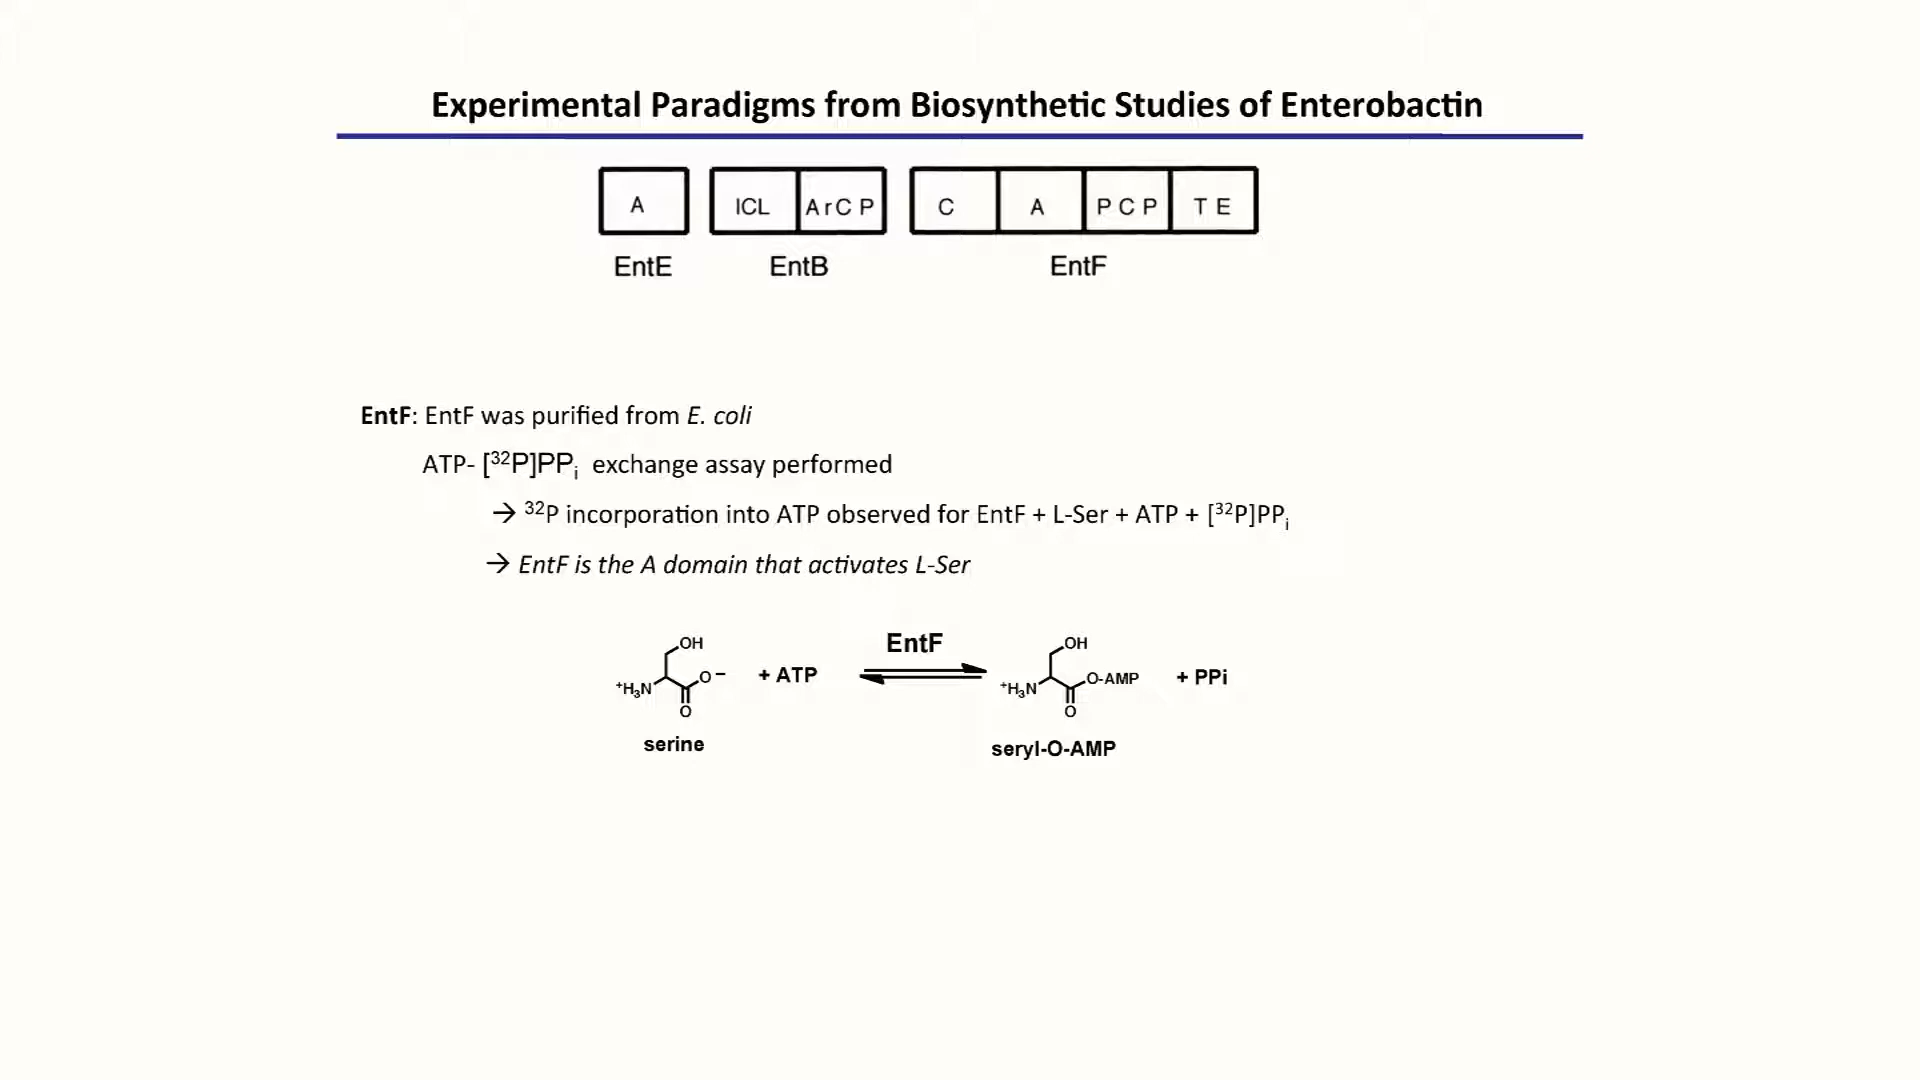 Experimental Paradigms from Biosynthetic Studies of Enterobactin
A ICL ArCP C A PCP TE
EntE EntB EntF
EntF: EntF was purified from E. coli
ATP- [³²P]PPᵢ exchange assay performed
→ ³²P incorporation into ATP observed for EntF + L-Ser + ATP + [³²P]PPᵢ
→ EntF is the A domain that activates L-Ser
EntF
OH OH
⁺H₃N O⁻ + ATP ⁺H₃N O-AMP + PPi
O O
serine seryl-O-AMP